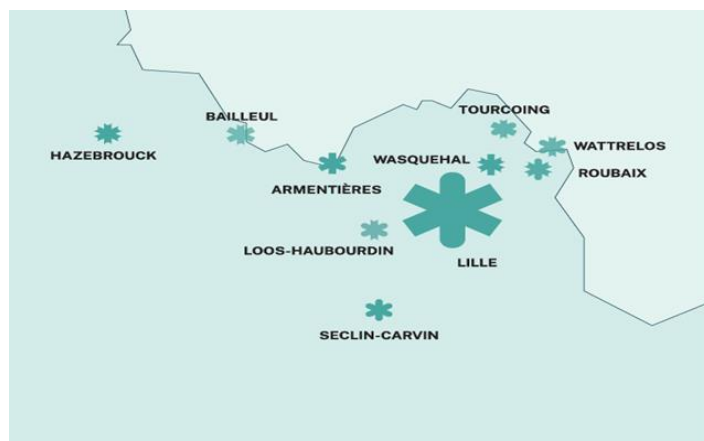 TOURCOING
BAILLEUL
WATTRELOS
HAZEBROUCK
WASQUEHAL
ROUBAIX
ARMENTIÈRES
LOOS-HAUBOURDIN
LILLE
SECLIN-CARVIN